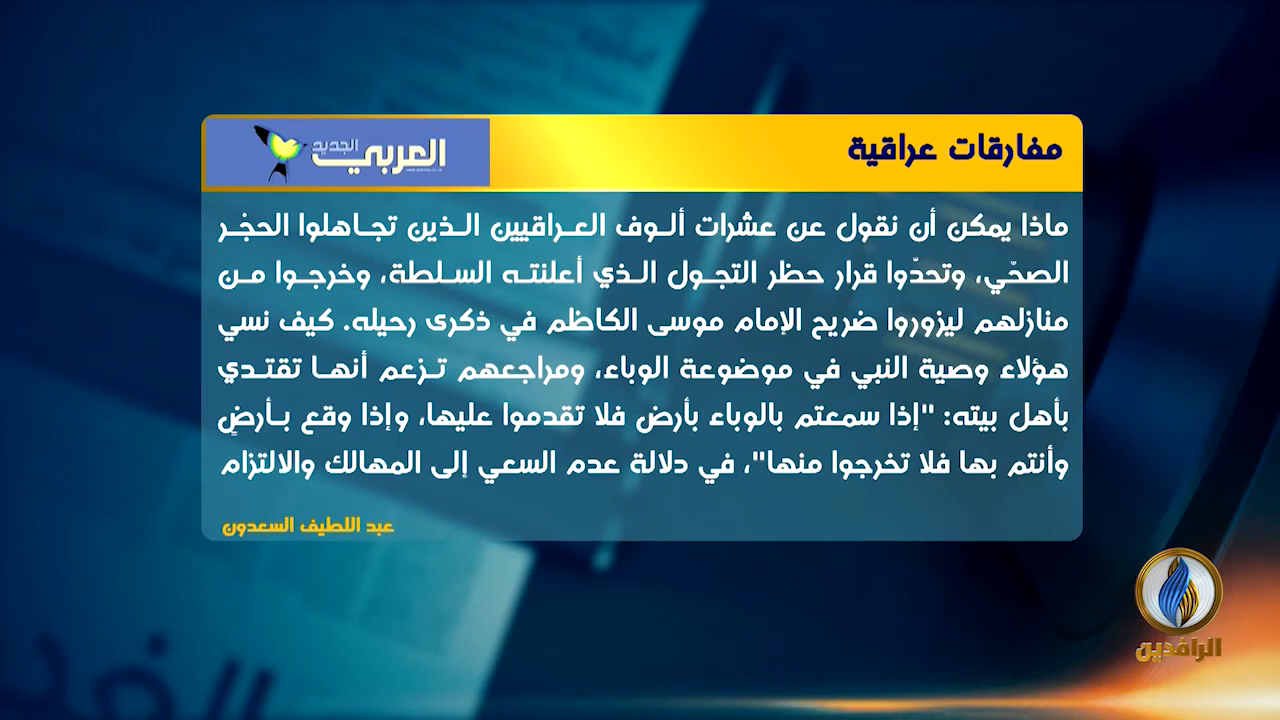 مفارقات عراقية
العربي الجديد
ماذا يمكن أن نقول عن عشرات ألوف العراقيين الذين تجاهلوا الحجْر
الصحّي، وتحدّوا قرار حظر التجول الذي أعلنته السلطة، وخرجوا من
منازلهم ليزوروا ضريح الإمام موسى الكاظم في ذكرى رحيله. كيف نسي
هؤلاء وصية النبي في موضوعة الوباء، ومراجعهم تزعم أنها تقتدي
بأهل بيته: "إذا سمعتم بالوباء بأرض فلا تقدموا عليها، وإذا وقع بأرضٍ
وأنتم بها فلا تخرجوا منها"، في دلالة عدم السعي إلى المهالك والالتزام
عبد اللطيف السعدون
الرافدين